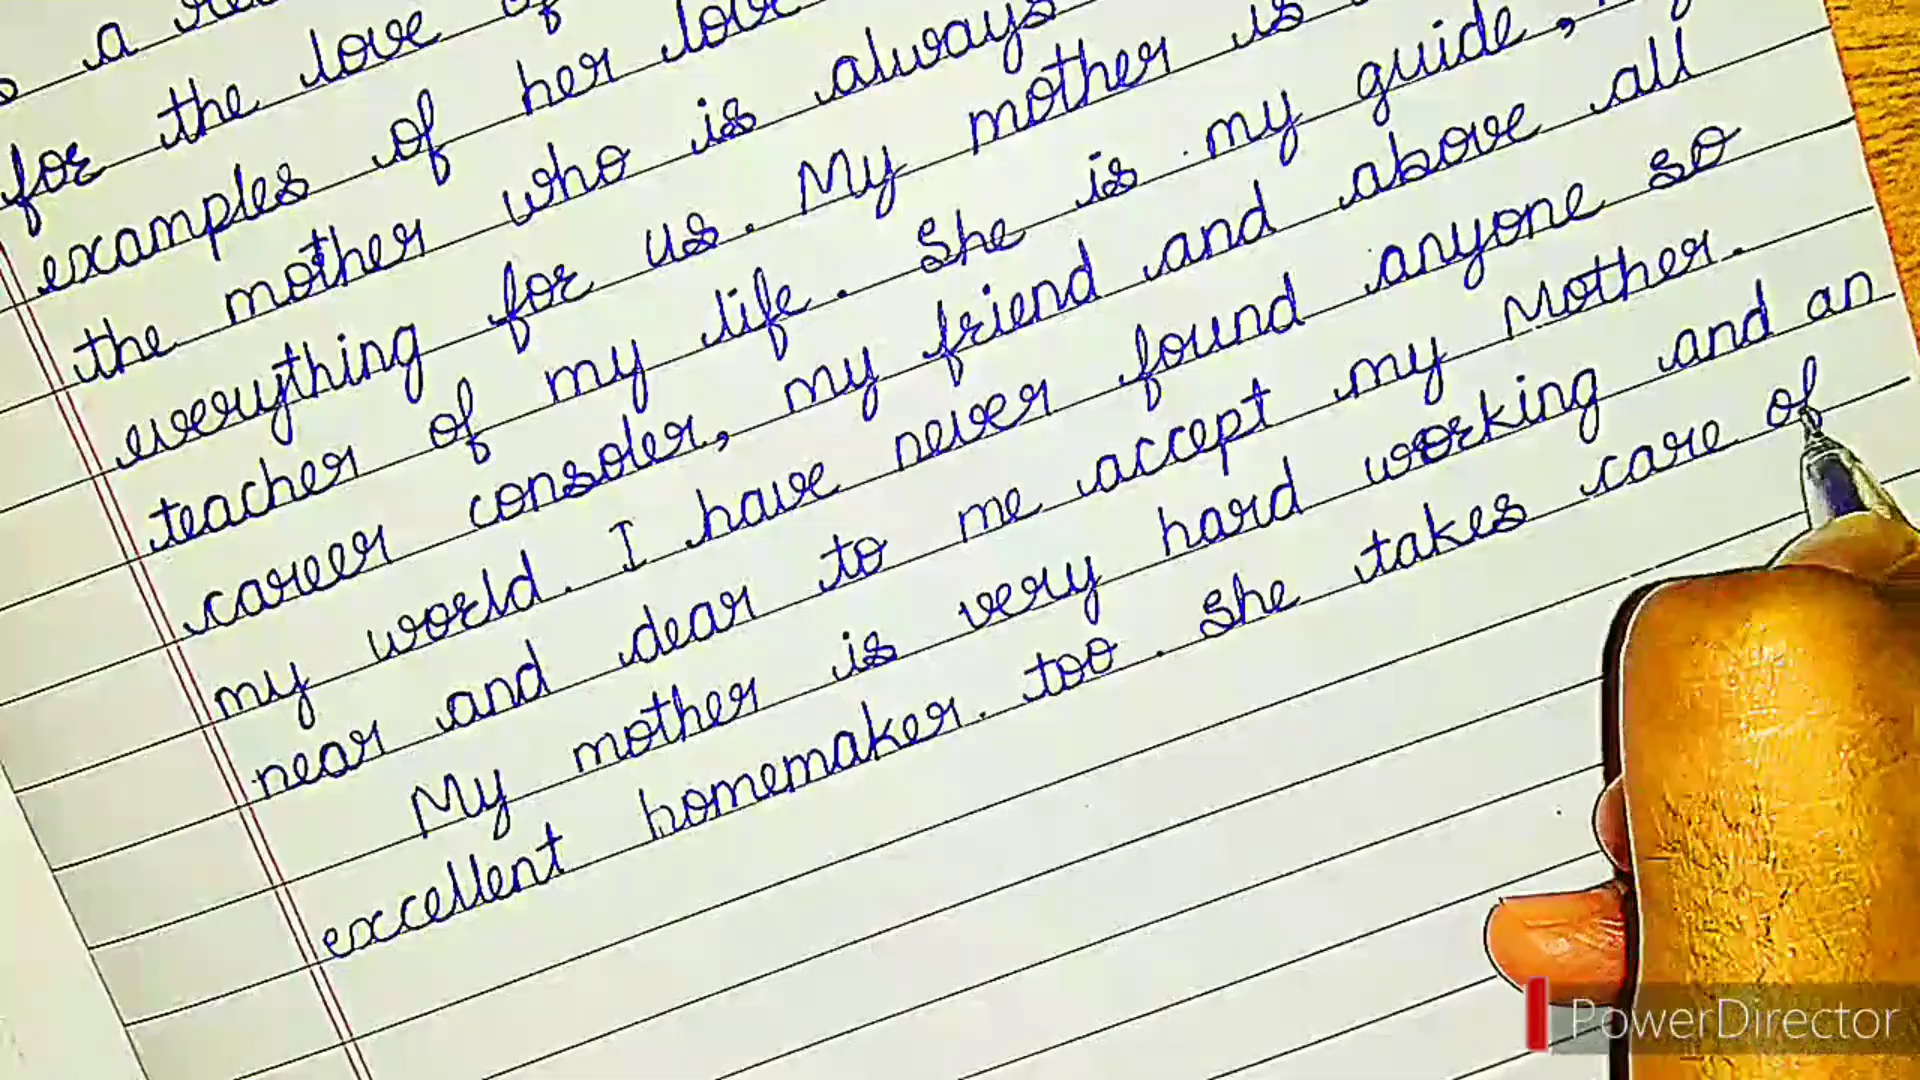 a
for the love of
examples of her love
the mother who is always
everything for us. My mother is
teacher of my life. She is my guide,
career consoler, my friend and above all
my world. I have never found anyone so
near and dear to me accept my Mother.
My mother is very hard working and an
excellent homemaker. too. She takes care of
PowerDirector